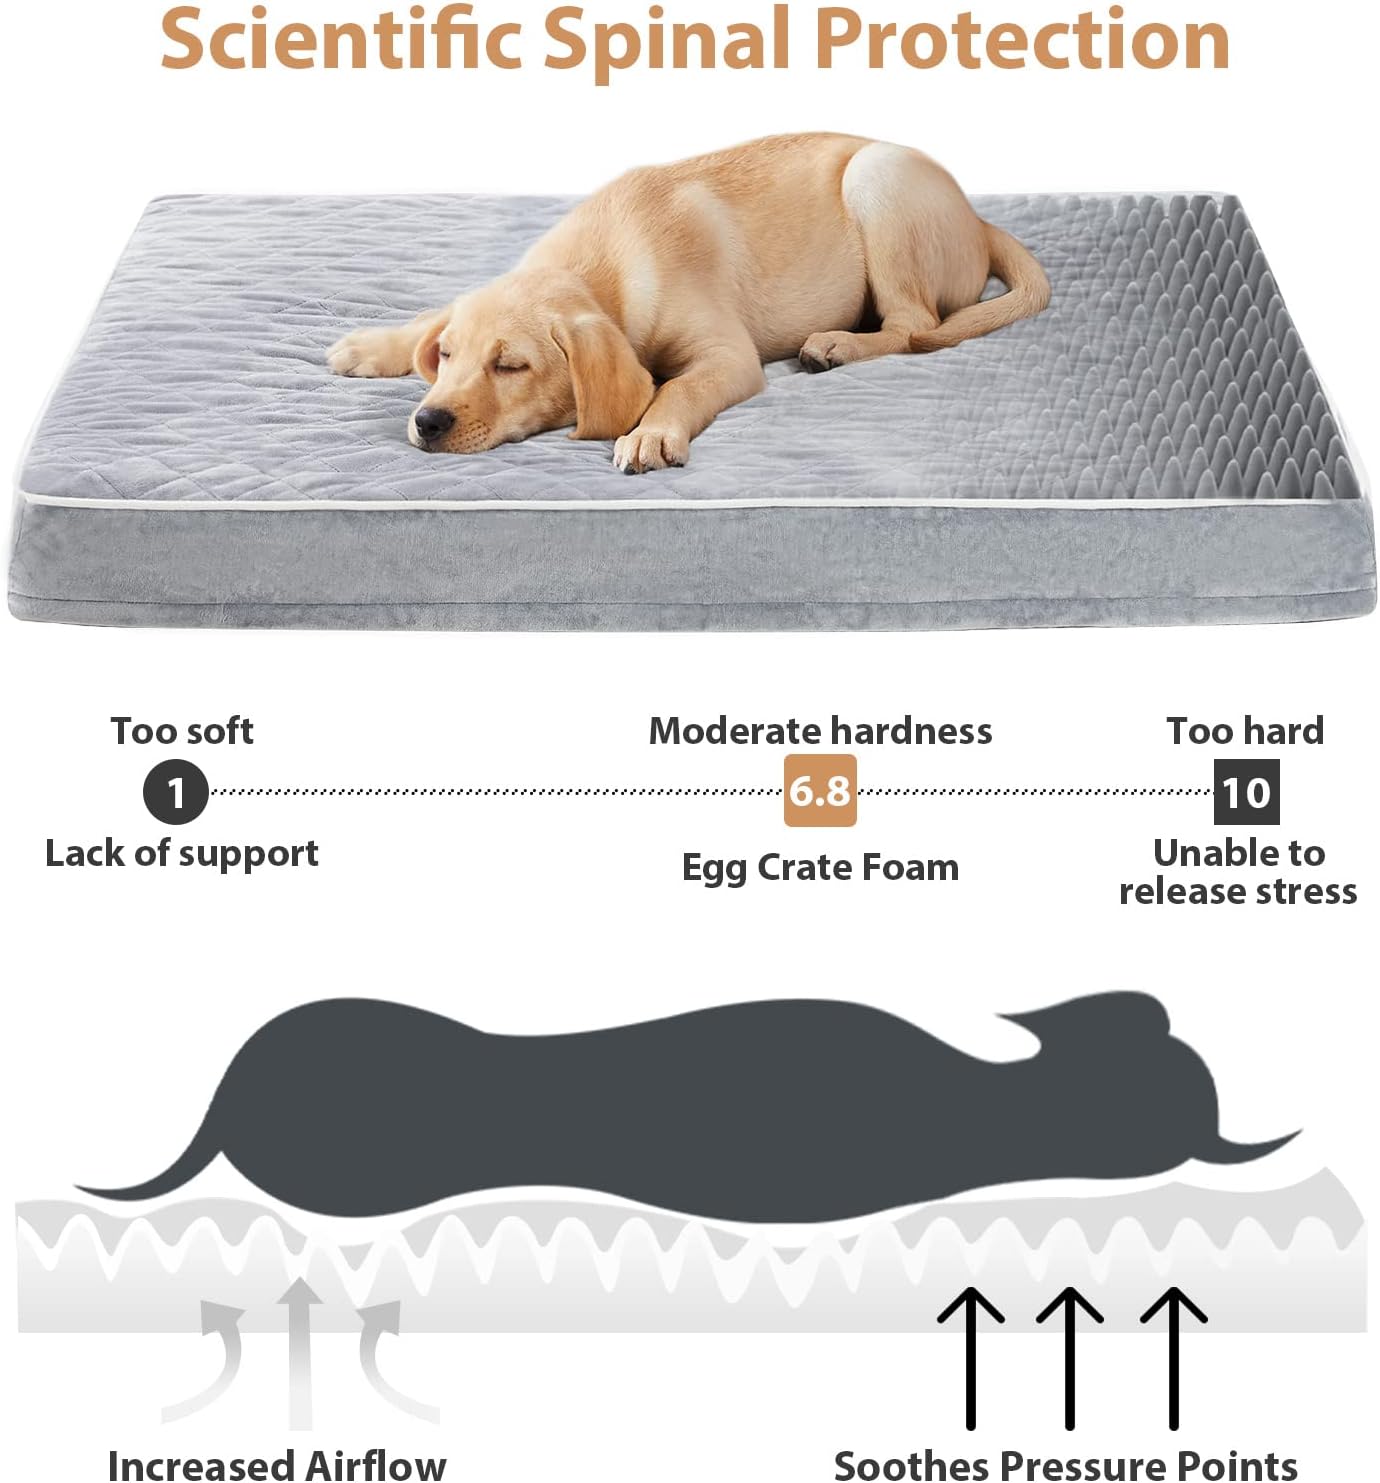 Scientific Spinal Protection
Too soft
Moderate hardness
Too hard
1
6.8
10
Lack of support
Egg Crate Foam
Unable to
release stress
Increased Airflow
Soothes Pressure Points